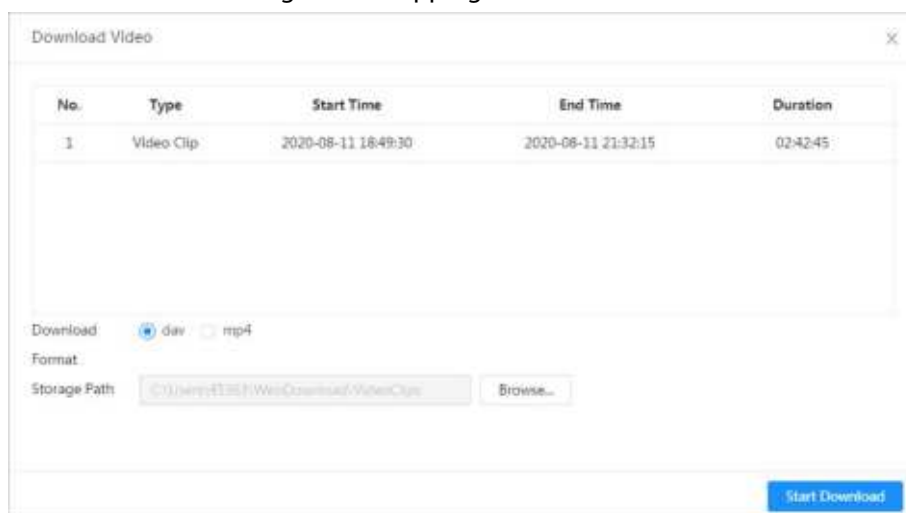 Download Video
No. Type Start Time End Time Duration
1 Video Clip 2020-08-11 18:49:30 2020-08-11 21:32:15 02:42:45
Download dav mp4
Format
Storage Path Browse...
Start Download